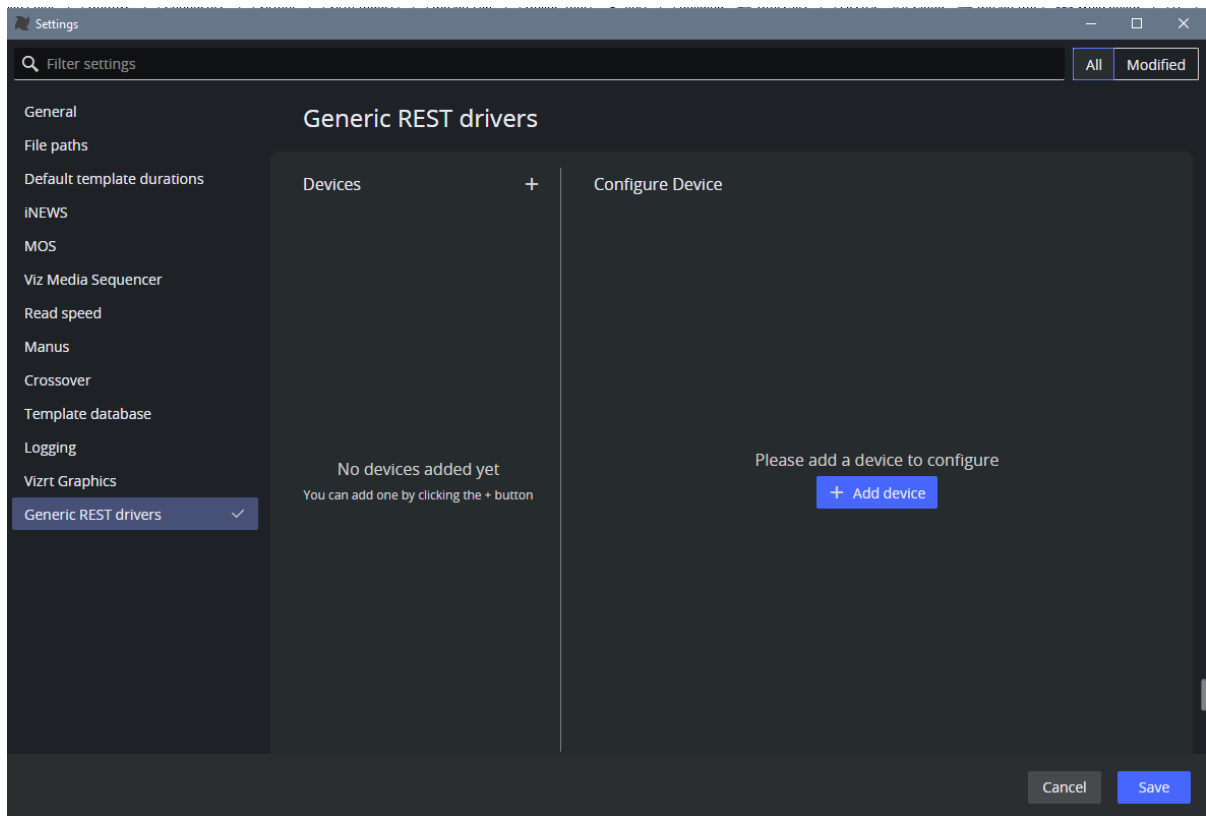 Settings
Filter settings
All
Modified
General
File paths
Default template durations
iNEWS
MOS
Viz Media Sequencer
Read speed
Manus
Crossover
Template database
Logging
Vizrt Graphics
Generic REST drivers
Generic REST drivers
Devices +
No devices added yet
You can add one by clicking the + button
Configure Device
Please add a device to configure
+ Add device
Cancel
Save